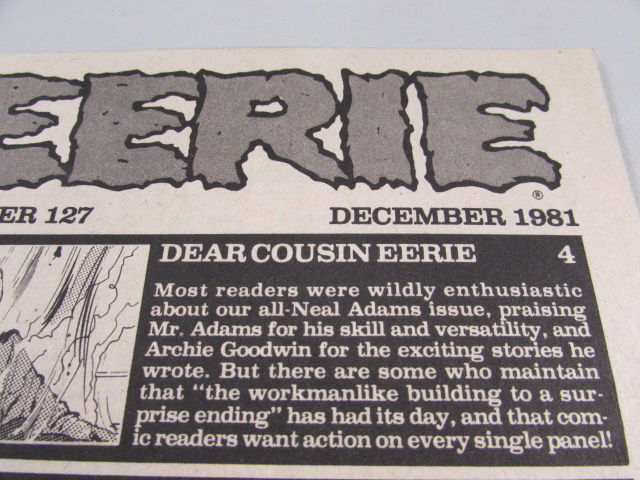 EERIE®
127 DECEMBER 1981
DEAR COUSIN EERIE 4
Most readers were wildly enthusiastic
about our all-Neal Adams issue, praising
Mr. Adams for his skill and versatility, and
Archie Goodwin for the exciting stories he
wrote. But there are some who maintain
that "the workmanlike building to a sur-
prise ending" has had its day, and that com-
ic readers want action on every single panel!